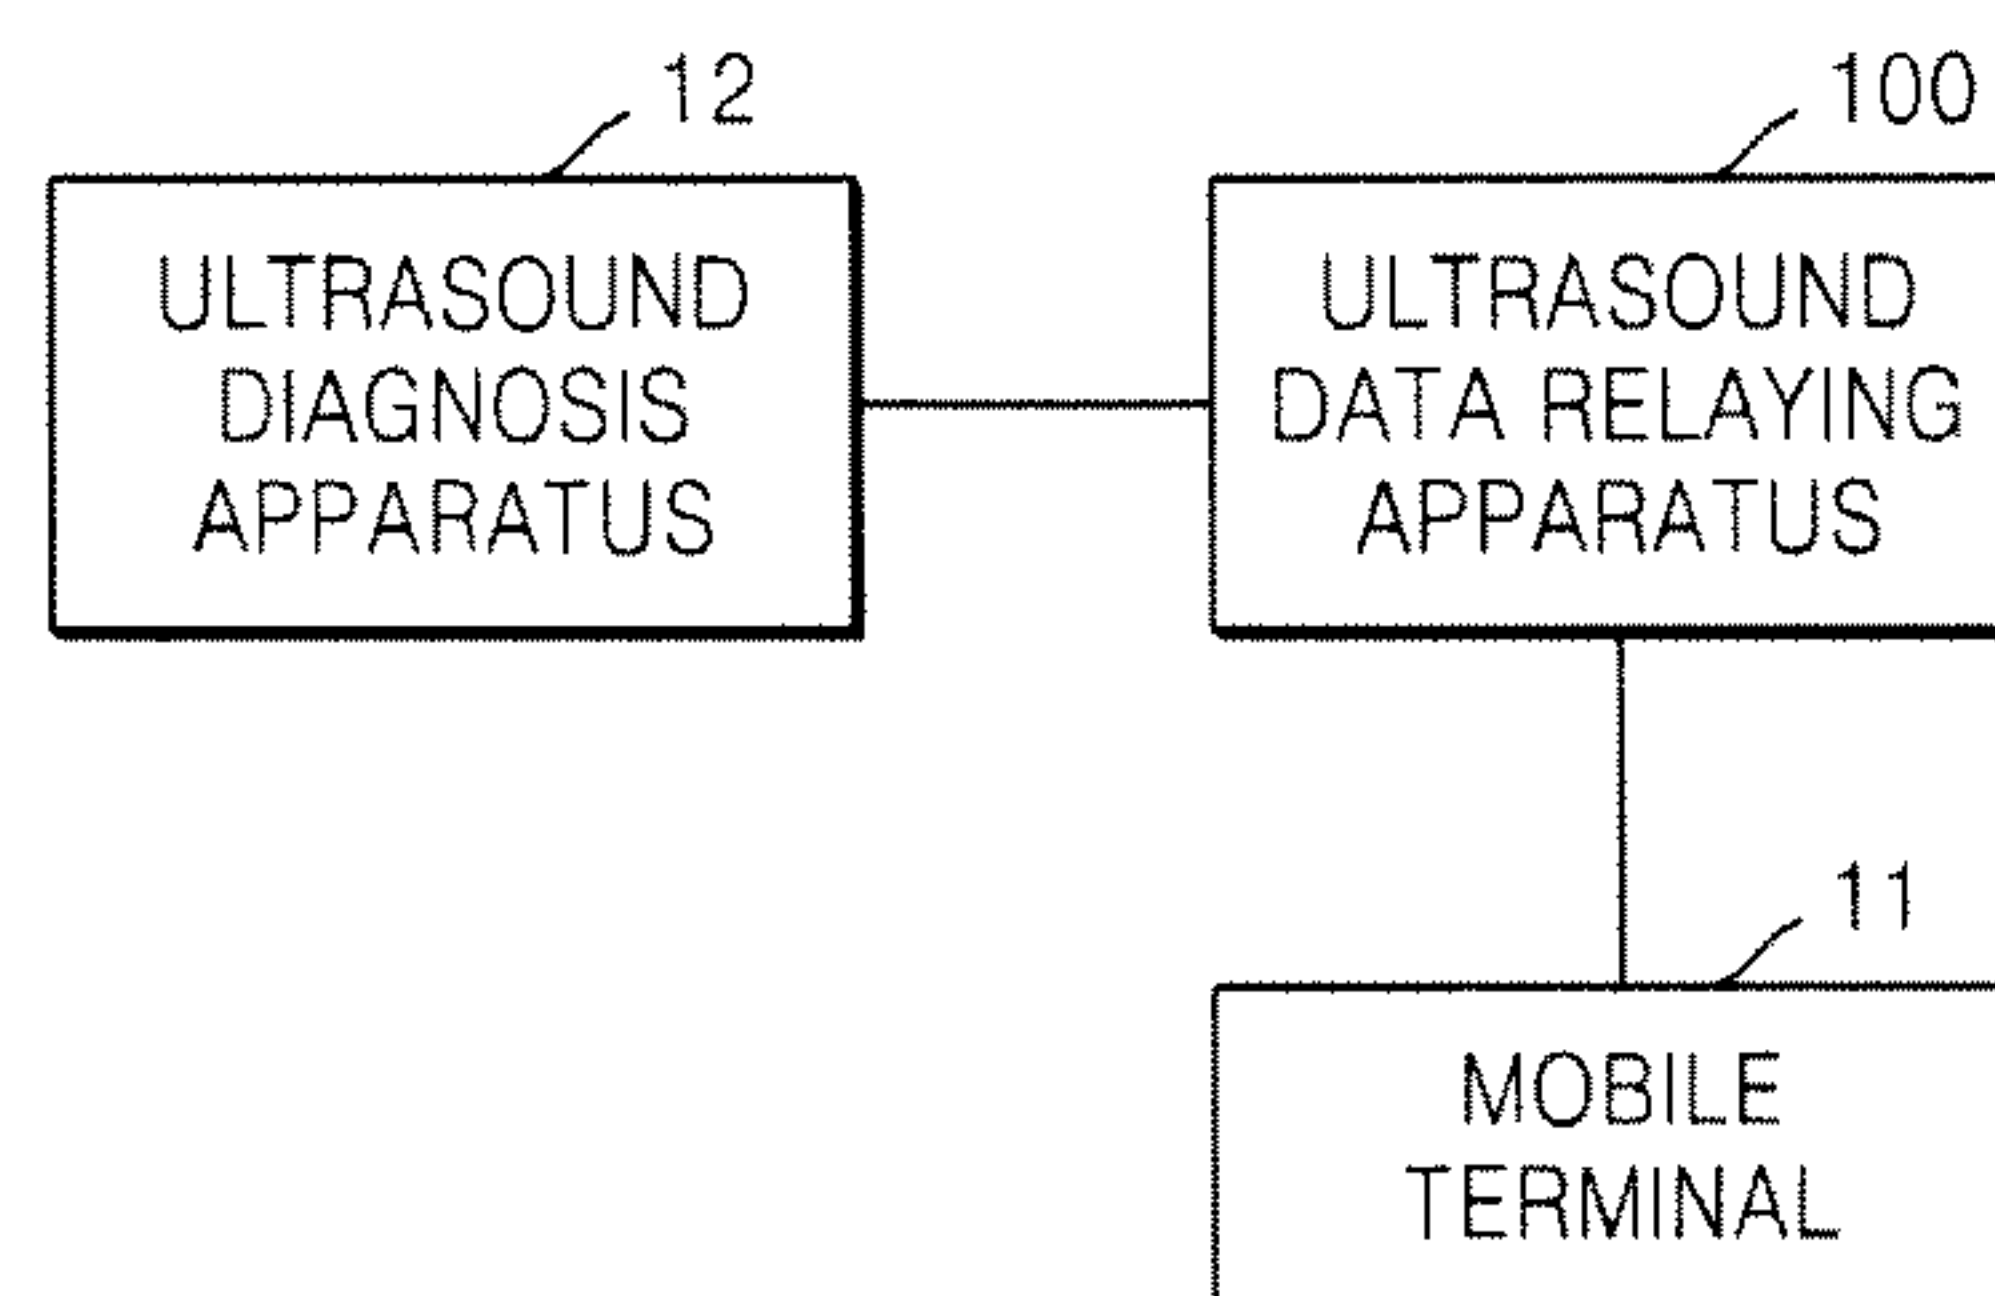 12
100
ULTRASOUND
DIAGNOSIS
APPARATUS
ULTRASOUND
DATA RELAYING
APPARATUS
11
MOBILE
TERMINAL